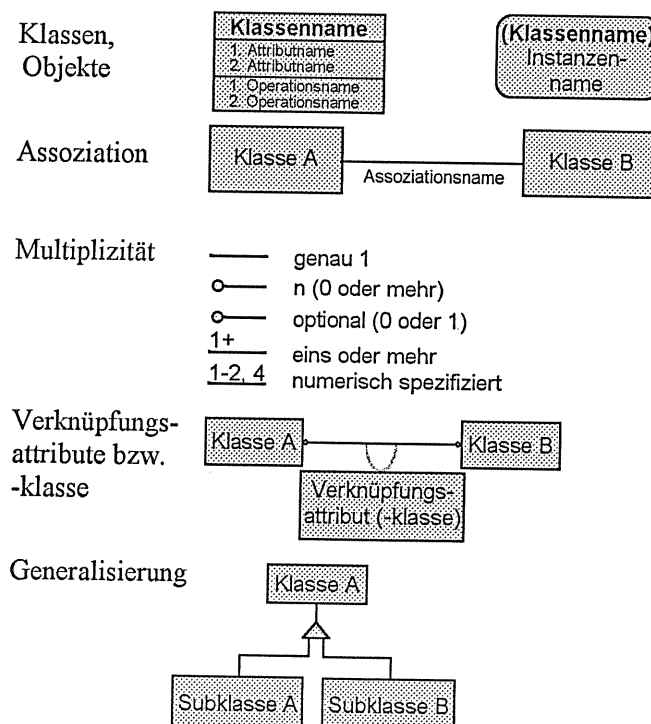 Klassen,
Objekte
Klassenname
1. Attributname
2. Attributname
1. Operationsname
2. Operationsname
(Klassenname)
Instanzen-
name
Assoziation
Klasse A
Assoziationsname
Klasse B
Multiplizität
genau 1
n (0 oder mehr)
optional (0 oder 1)
1+
eins oder mehr
1-2, 4
numerisch spezifiziert
Verknüpfungs-
attribute bzw.
-klasse
Klasse A
Klasse B
Verknüpfungs-
attribut (-klasse)
Generalisierung
Klasse A
Subklasse A
Subklasse B